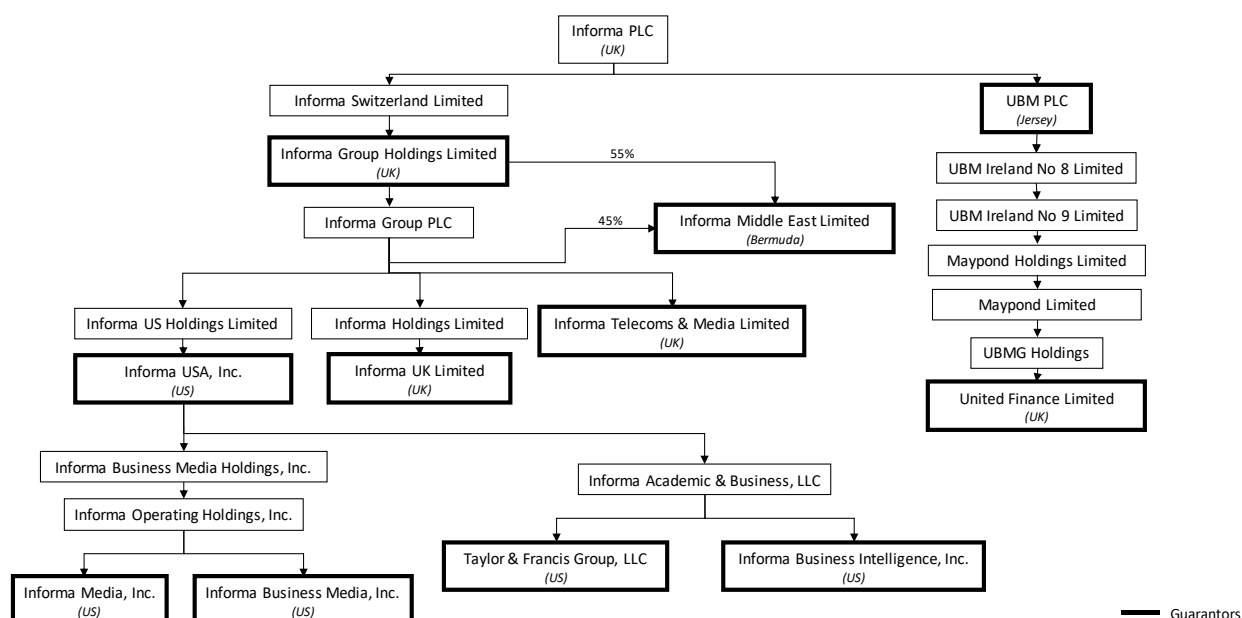 Informa PLC
(UK)
Informa Switzerland Limited
UBM PLC
(Jersey)
Informa Group Holdings Limited
(UK)
55%
UBM Ireland No 8 Limited
Informa Group PLC
45%
Informa Middle East Limited
(Bermuda)
UBM Ireland No 9 Limited
Maypond Holdings Limited
Maypond Limited
Informa US Holdings Limited
Informa Holdings Limited
Informa Telecoms & Media Limited
(UK)
UBMG Holdings
Informa USA, Inc.
(US)
Informa UK Limited
(UK)
United Finance Limited
(UK)
Informa Business Media Holdings, Inc.
Informa Academic & Business, LLC
Informa Operating Holdings, Inc.
Taylor & Francis Group, LLC
(US)
Informa Business Intelligence, Inc.
(US)
Informa Media, Inc.
(US)
Informa Business Media, Inc.
(US)
Guarantors